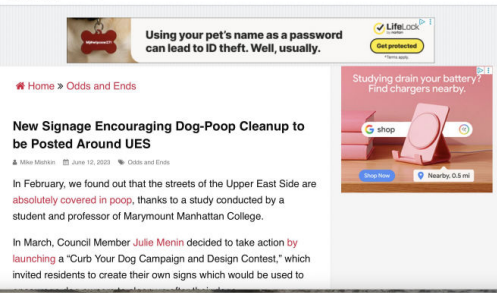 Using your pet's name as a password
can lead to ID theft. Well, usually.
LifeLock
Get protected
*Terms apply.
Studying drain your battery?
Find chargers nearby.
G shop
Shop Now
Nearby, 0.5 mi
Home » Odds and Ends
New Signage Encouraging Dog-Poop Cleanup to
be Posted Around UES
Mike Mishkin June 12, 2023 Odds and Ends
In February, we found out that the streets of the Upper East Side are
absolutely covered in poop, thanks to a study conducted by a
student and professor of Marymount Manhattan College.
In March, Council Member Julie Menin decided to take action by
launching a “Curb Your Dog Campaign and Design Contest,” which
invited residents to create their own signs which would be used to